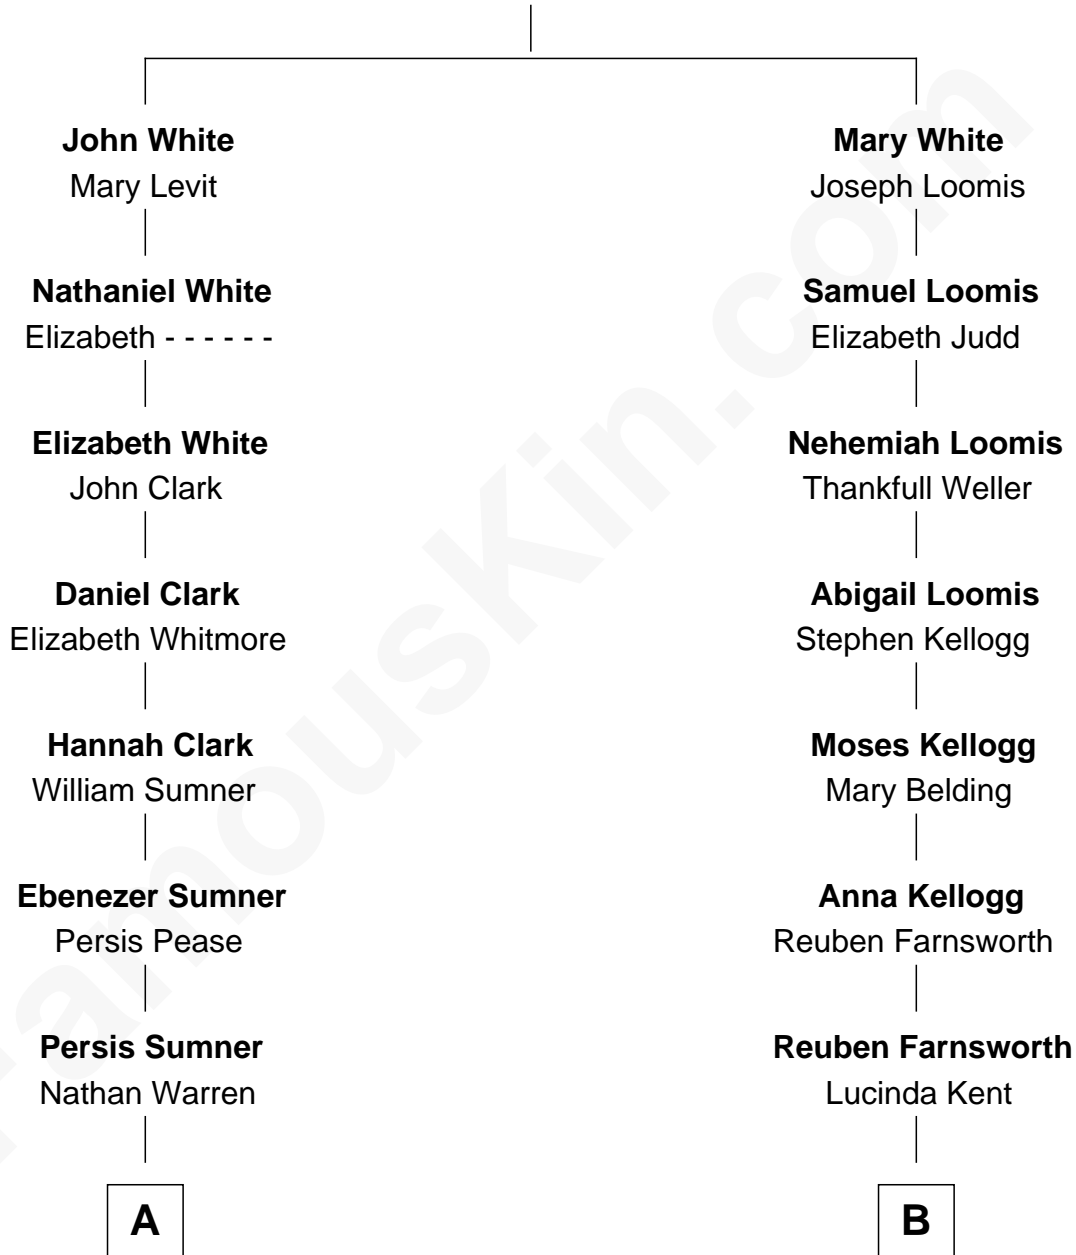 John White
Mary Levit
Nathaniel White
Elizabeth - - - - - -
Elizabeth White
John Clark
Daniel Clark
Elizabeth Whitmore
Hannah Clark
William Sumner
Ebenezer Sumner
Persis Pease
Persis Sumner
Nathan Warren
A
Mary White
Joseph Loomis
Samuel Loomis
Elizabeth Judd
Nehemiah Loomis
Thankfull Weller
Abigail Loomis
Stephen Kellogg
Moses Kellogg
Mary Belding
Anna Kellogg
Reuben Farnsworth
Reuben Farnsworth
Lucinda Kent
B
FamousKin.com